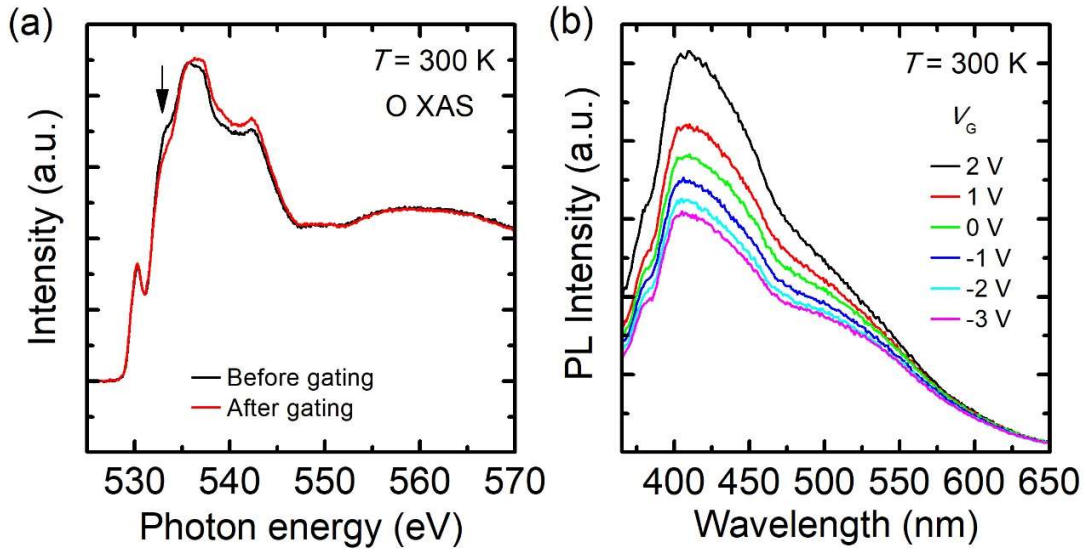 (a)
T = 300 K
O XAS
Before gating
After gating
Intensity (a.u.)
530 540 550 560 570
Photon energy (eV)
(b)
T = 300 K
V_G
2 V
1 V
0 V
-1 V
-2 V
-3 V
PL Intensity (a.u.)
400 450 500 550 600 650
Wavelength (nm)